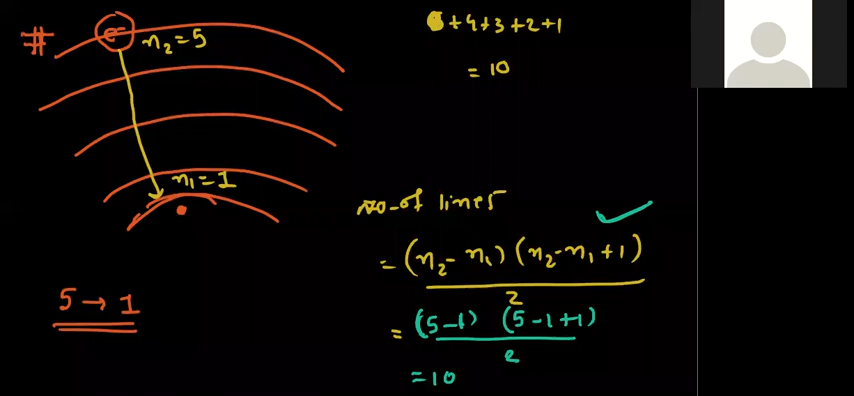 # e⁻ n₂=5
n₁=1
5 → 1
+4+3+2+1
= 10
no. of lines
= (n₂ - n₁) (n₂ - n₁ + 1)
2
= (5-1) (5-1+1)
2
= 10